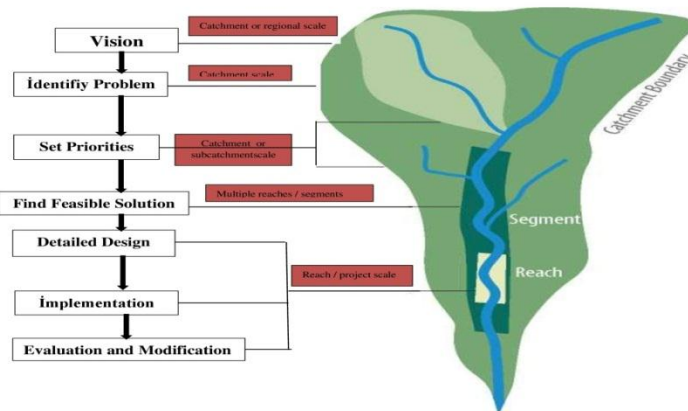 Vision
Catchment or regional scale
İdentifiy Problem
Catchment scale
Set Priorities
Catchment or
subcatchmentscale
Find Feasible Solution
Multiple reaches / segments
Detailed Design
Reach / project scale
İmplementation
Evaluation and Modification
Catchment Boundary
Segment
Reach